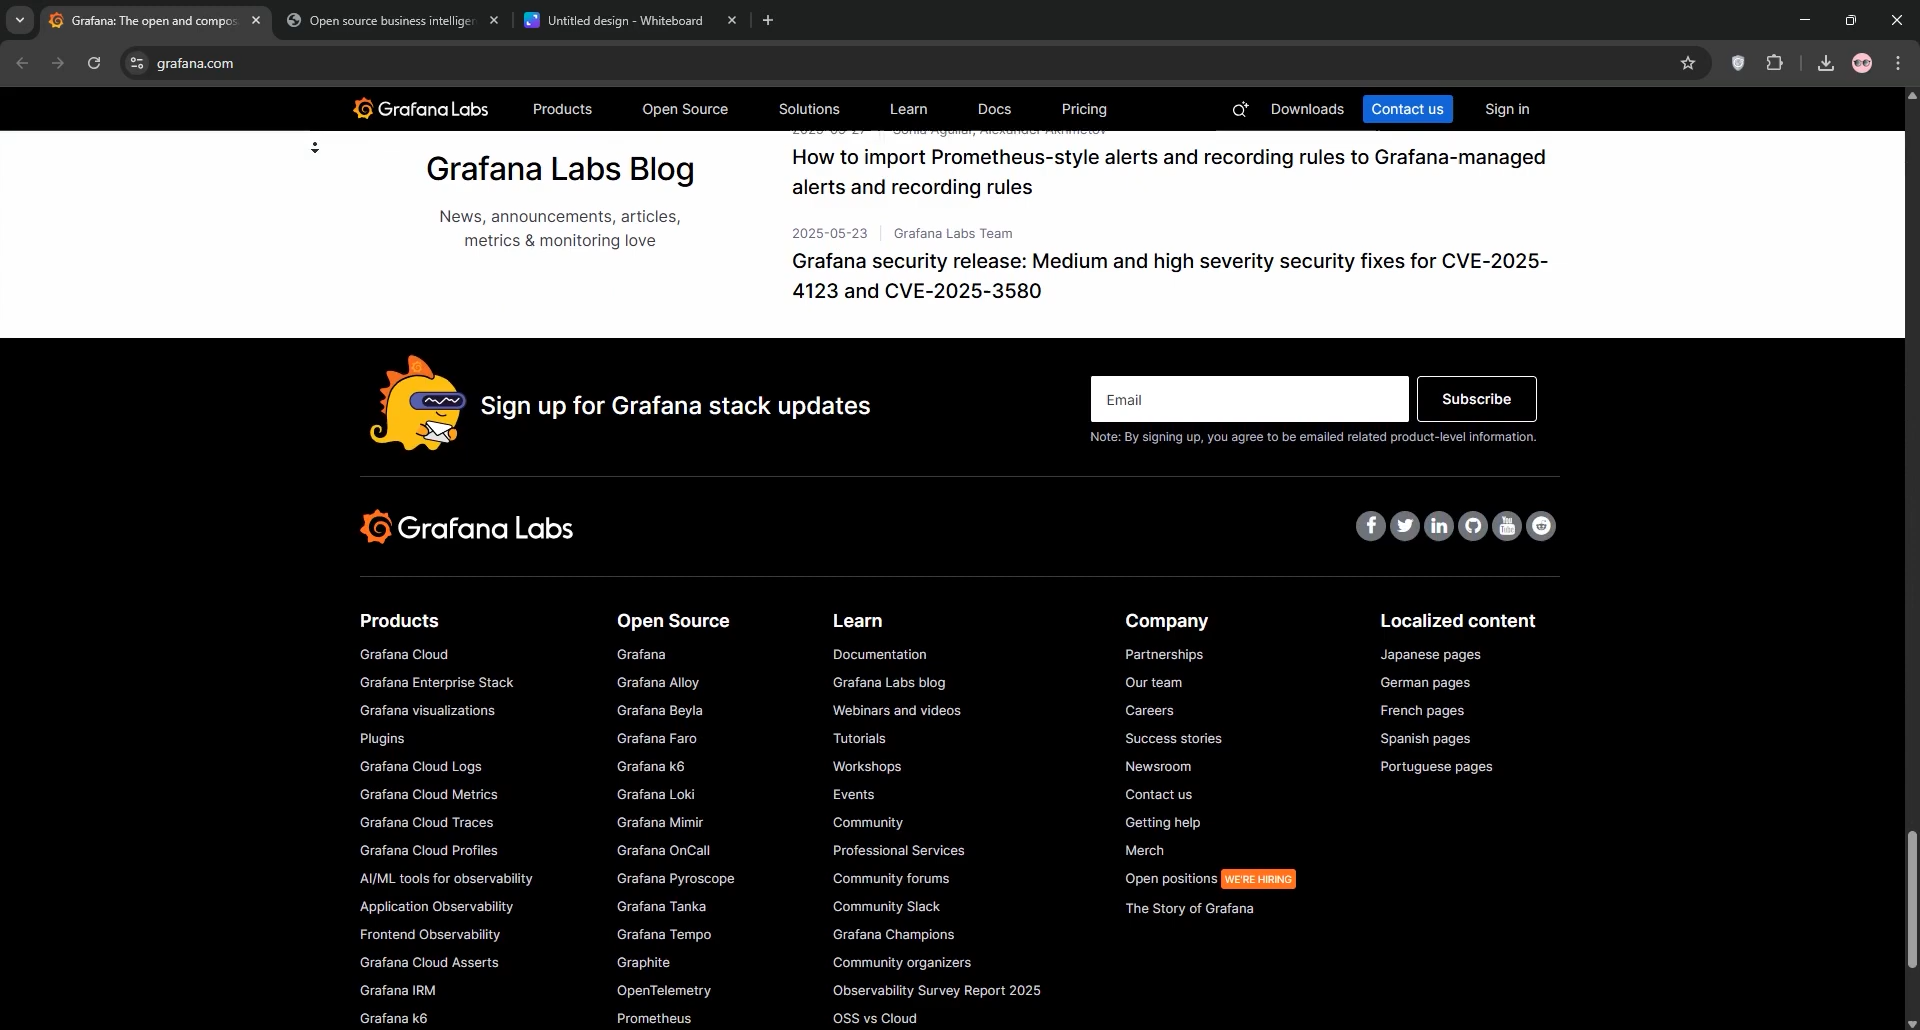 Grafana: The open and compos
Open source business intelligen
Untitled design - Whiteboard
grafana.com
Grafana Labs
Products
Open Source
Solutions
Learn
Docs
Pricing
Downloads
Contact us
Sign in
Grafana Labs Blog
News, announcements, articles,
metrics & monitoring love
How to import Prometheus-style alerts and recording rules to Grafana-managed
alerts and recording rules
2025-05-23 Grafana Labs Team
Grafana security release: Medium and high severity security fixes for CVE-2025-
4123 and CVE-2025-3580
Sign up for Grafana stack updates
Email
Subscribe
Note: By signing up, you agree to be emailed related product-level information.
Grafana Labs
Products
Grafana Cloud
Grafana Enterprise Stack
Grafana visualizations
Plugins
Grafana Cloud Logs
Grafana Cloud Metrics
Grafana Cloud Traces
Grafana Cloud Profiles
AI/ML tools for observability
Application Observability
Frontend Observability
Grafana Cloud Asserts
Grafana IRM
Grafana k6
Open Source
Grafana
Grafana Alloy
Grafana Beyla
Grafana Faro
Grafana k6
Grafana Loki
Grafana Mimir
Grafana OnCall
Grafana Pyroscope
Grafana Tanka
Grafana Tempo
Graphite
OpenTelemetry
Prometheus
Learn
Documentation
Grafana Labs blog
Webinars and videos
Tutorials
Workshops
Events
Community
Professional Services
Community forums
Community Slack
Grafana Champions
Community organizers
Observability Survey Report 2025
OSS vs Cloud
Company
Partnerships
Our team
Careers
Success stories
Newsroom
Contact us
Getting help
Merch
Open positions WE'RE HIRING
The Story of Grafana
Localized content
Japanese pages
German pages
French pages
Spanish pages
Portuguese pages